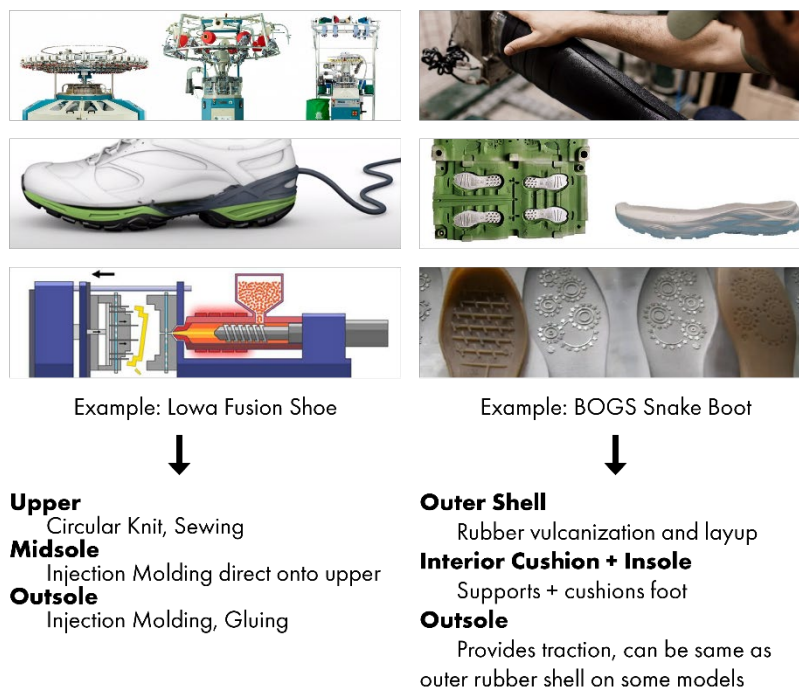 Example: Lowa Fusion Shoe
Upper
Circular Knit, Sewing
Midsole
Injection Molding direct onto upper
Outsole
Injection Molding, Gluing
Example: BOGS Snake Boot
Outer Shell
Rubber vulcanization and layup
Interior Cushion + Insole
Supports + cushions foot
Outsole
Provides traction, can be same as
outer rubber shell on some models